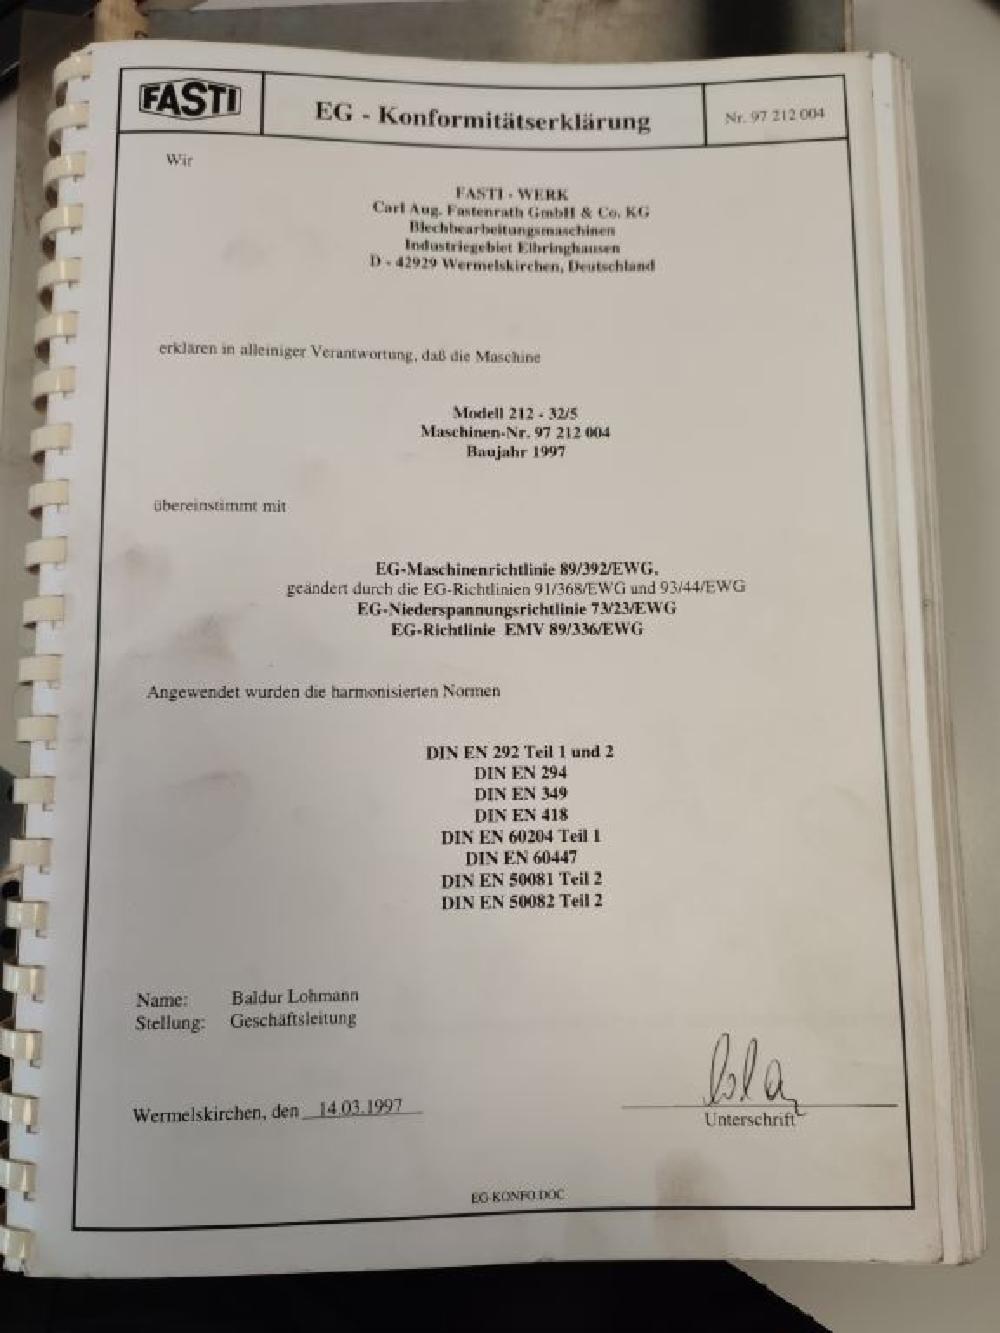 FASTI
EG - Konformitätserklärung
Nr. 97 212 004
Wir
FASTI - WERK
Carl Aug. Fastenrath GmbH & Co. KG
Blechbearbeitungsmaschinen
Industriegebiet Elbringhausen
D - 42929 Wermelskirchen, Deutschland
erklären in alleiniger Verantwortung, daß die Maschine
Modell 212 - 32/5
Maschinen-Nr. 97 212 004
Baujahr 1997
übereinstimmt mit
EG-Maschinenrichtlinie 89/392/EWG,
geändert durch die EG-Richtlinien 91/368/EWG und 93/44/EWG
EG-Niederspannungsrichtlinie 73/23/EWG
EG-Richtlinie EMV 89/336/EWG
Angewendet wurden die harmonisierten Normen
DIN EN 292 Teil 1 und 2
DIN EN 294
DIN EN 349
DIN EN 418
DIN EN 60204 Teil 1
DIN EN 60447
DIN EN 50081 Teil 2
DIN EN 50082 Teil 2
Name: Baldur Lohmann
Stellung: Geschäftsleitung
Wermelskirchen, den 14.03.1997
Unterschrift
EG-KONFO.DOC